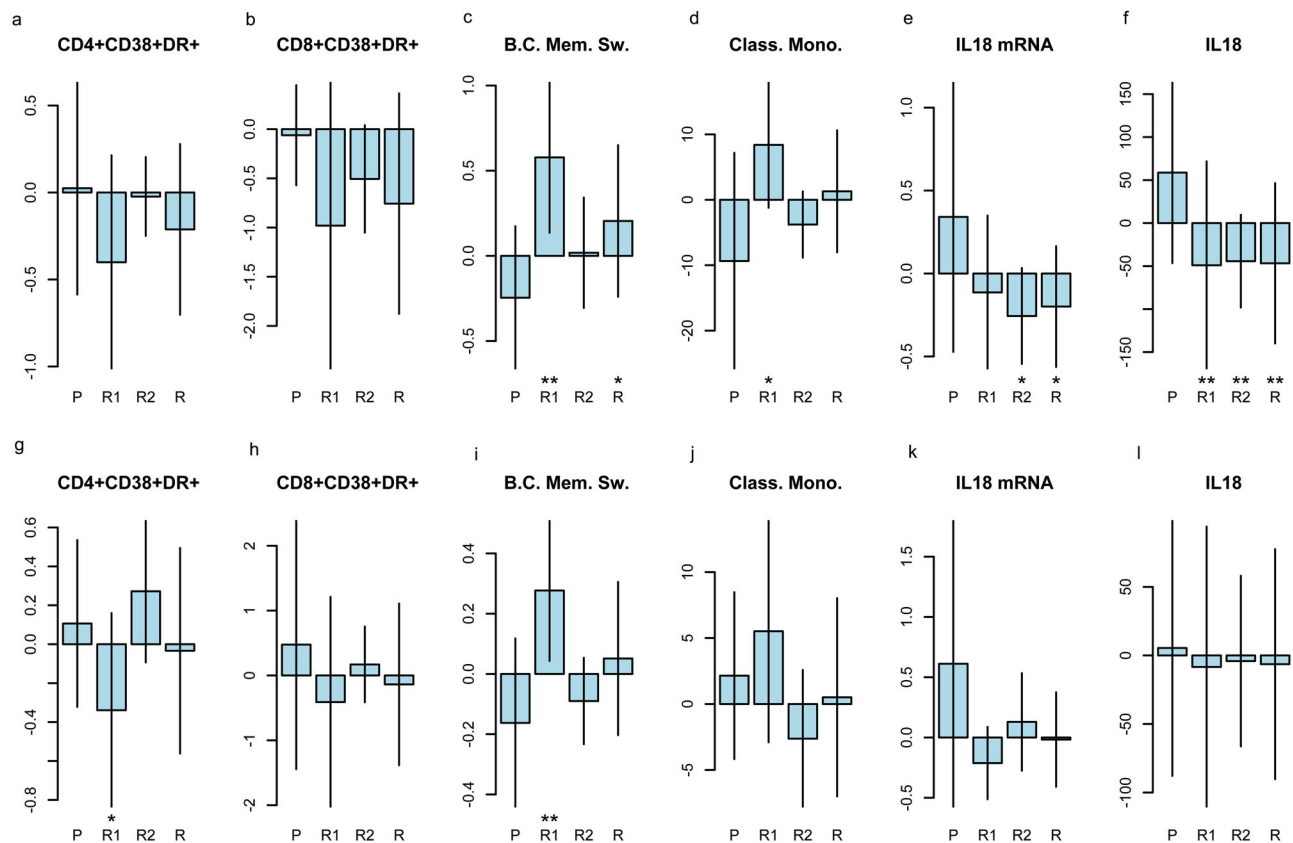 a b c d e f
CD4+CD38+DR+ CD8+CD38+DR+ B.C. Mem. Sw. Class. Mono. IL18 mRNA IL18
0.5 0.0 -0.5 -1.0
0.0 -0.5 -1.0 -1.5 -2.0
1.0 0.5 0.0 -0.5
10 0 -10 -20
1.0 0.5 0.0 -0.5
150 100 50 0 -50 -150
** * * * * ** ** **
P R1 R2 R P R1 R2 R P R1 R2 R P R1 R2 R P R1 R2 R P R1 R2 R
g h i j k l
CD4+CD38+DR+ CD8+CD38+DR+ B.C. Mem. Sw. Class. Mono. IL18 mRNA IL18
0.6 0.4 0.2 0.0 -0.4 -0.8
2 1 0 -1 -2
0.4 0.2 0.0 -0.2 -0.4
10 5 0 -5
1.5 1.0 0.5 0.0 -0.5
50 0 -50 -100
* **
P R1 R2 R P R1 R2 R P R1 R2 R P R1 R2 R P R1 R2 R P R1 R2 R